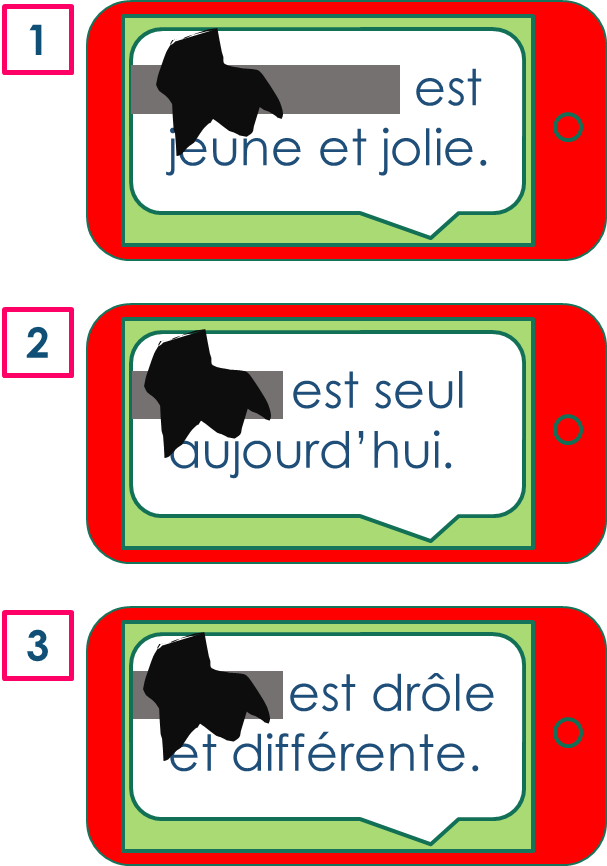 1
est
jeune et jolie.
2
est seul
aujourd'hui.
3
est drôle
et différente.